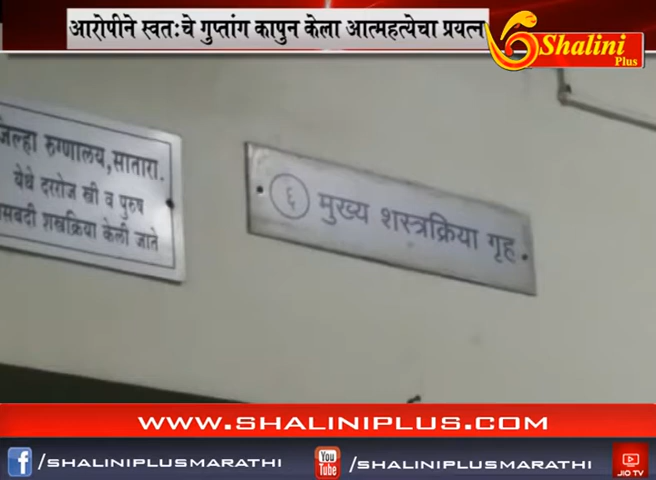 आरोपीने स्वतःचे गुप्तांग कापुन केला आत्महत्येचा प्रयत्न
Shalini
Plus
जिल्हा रुग्णालय, सातारा.
येथे दररोज स्त्री व पुरुष
शस्त्रक्रिया केली जाते
६ मुख्य शस्त्रक्रिया गृह
WWW.SHALINIPLUS.COM
f /SHALINIPLUSMARATHI
You Tube /SHALINIPLUSMARATHI
JIO TV